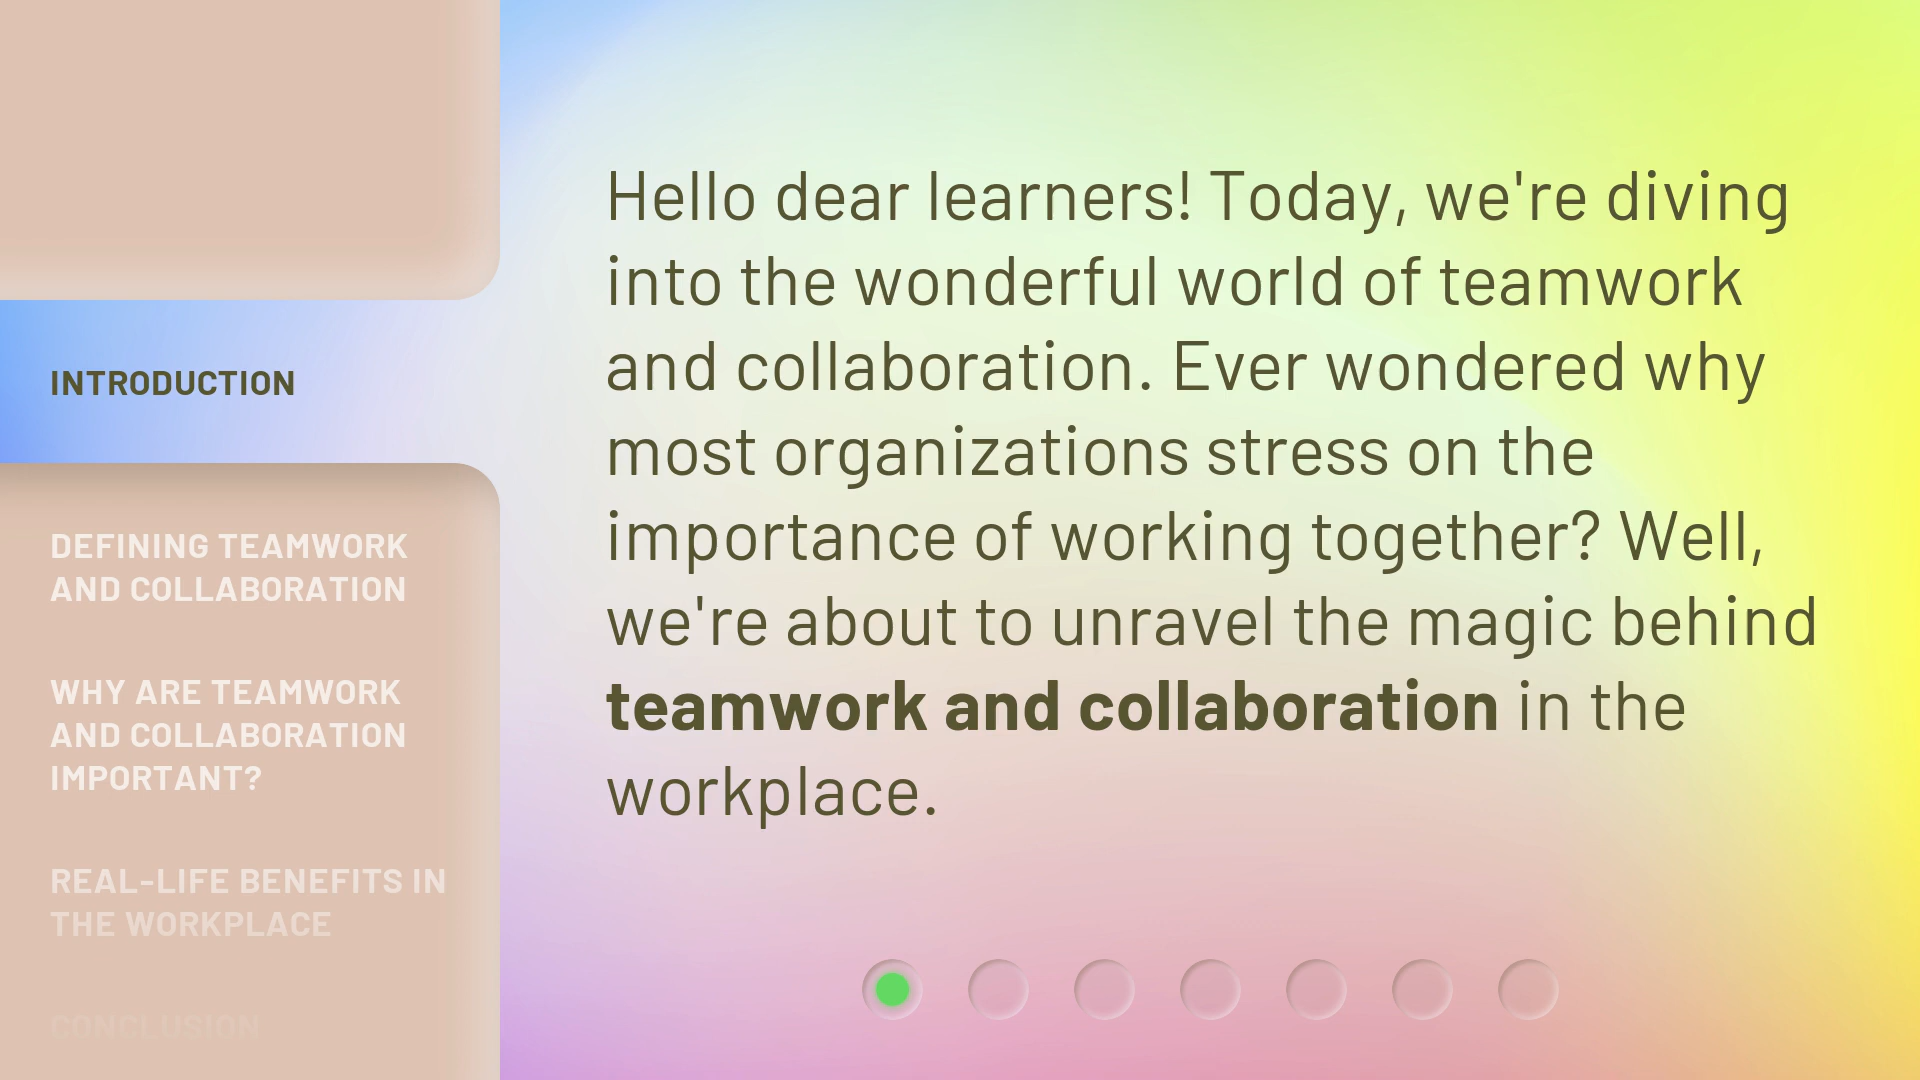 INTRODUCTION
DEFINING TEAMWORK
AND COLLABORATION
WHY ARE TEAMWORK
AND COLLABORATION
IMPORTANT?
REAL-LIFE BENEFITS IN
THE WORKPLACE
CONCLUSION
Hello dear learners! Today, we're diving
into the wonderful world of teamwork
and collaboration. Ever wondered why
most organizations stress on the
importance of working together? Well,
we're about to unravel the magic behind
teamwork and collaboration in the
workplace.